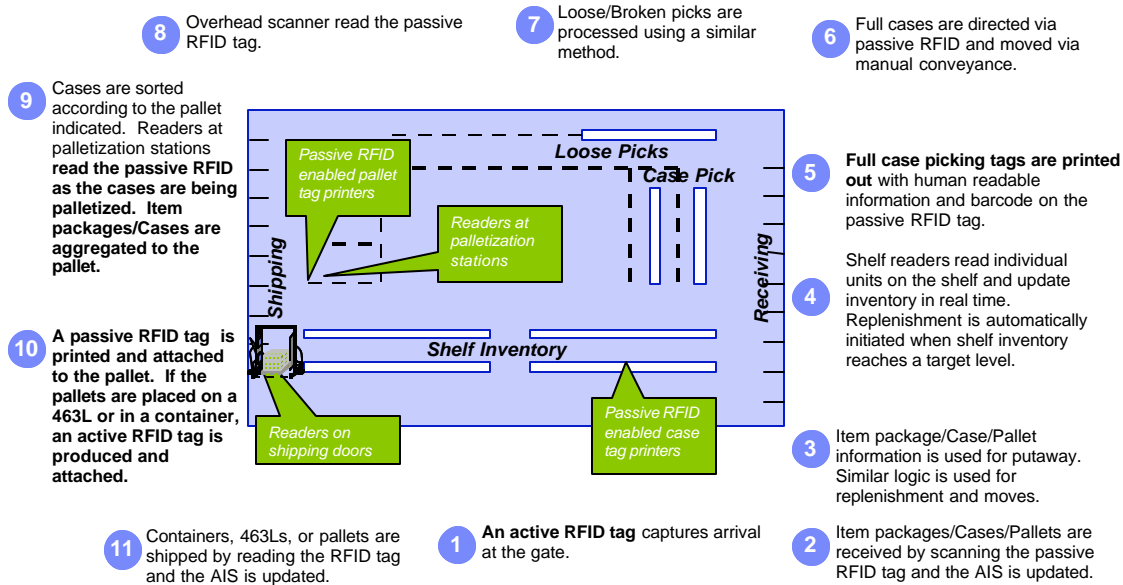 8
Overhead scanner read the passive
RFID tag.
7
Loose/Broken picks are
processed using a similar
method.
6
Full cases are directed via
passive RFID and moved via
manual conveyance.
9
Cases are sorted
according to the pallet
indicated. Readers at
palletization stations
read the passive RFID
as the cases are being
palletized. Item
packages/Cases are
aggregated to the
pallet.
10
A passive RFID tag is
printed and attached
to the pallet. If the
pallets are placed on a
463L or in a container,
an active RFID tag is
produced and
attached.
Passive RFID
enabled pallet
tag printers
Readers at
palletization
stations
Loose Picks
Case Pick
Shipping
Receiving
Shelf Inventory
Readers on
shipping doors
Passive RFID
enabled case
tag printers
5
Full case picking tags are printed
out with human readable
information and barcode on the
passive RFID tag.
4
Shelf readers read individual
units on the shelf and update
inventory in real time.
Replenishment is automatically
initiated when shelf inventory
reaches a target level.
3
Item package/Case/Pallet
information is used for putaway.
Similar logic is used for
replenishment and moves.
11
Containers, 463Ls, or pallets are
shipped by reading the RFID tag
and the AIS is updated.
1
An active RFID tag captures arrival
at the gate.
2
Item packages/Cases/Pallets are
received by scanning the passive
RFID tag and the AIS is updated.